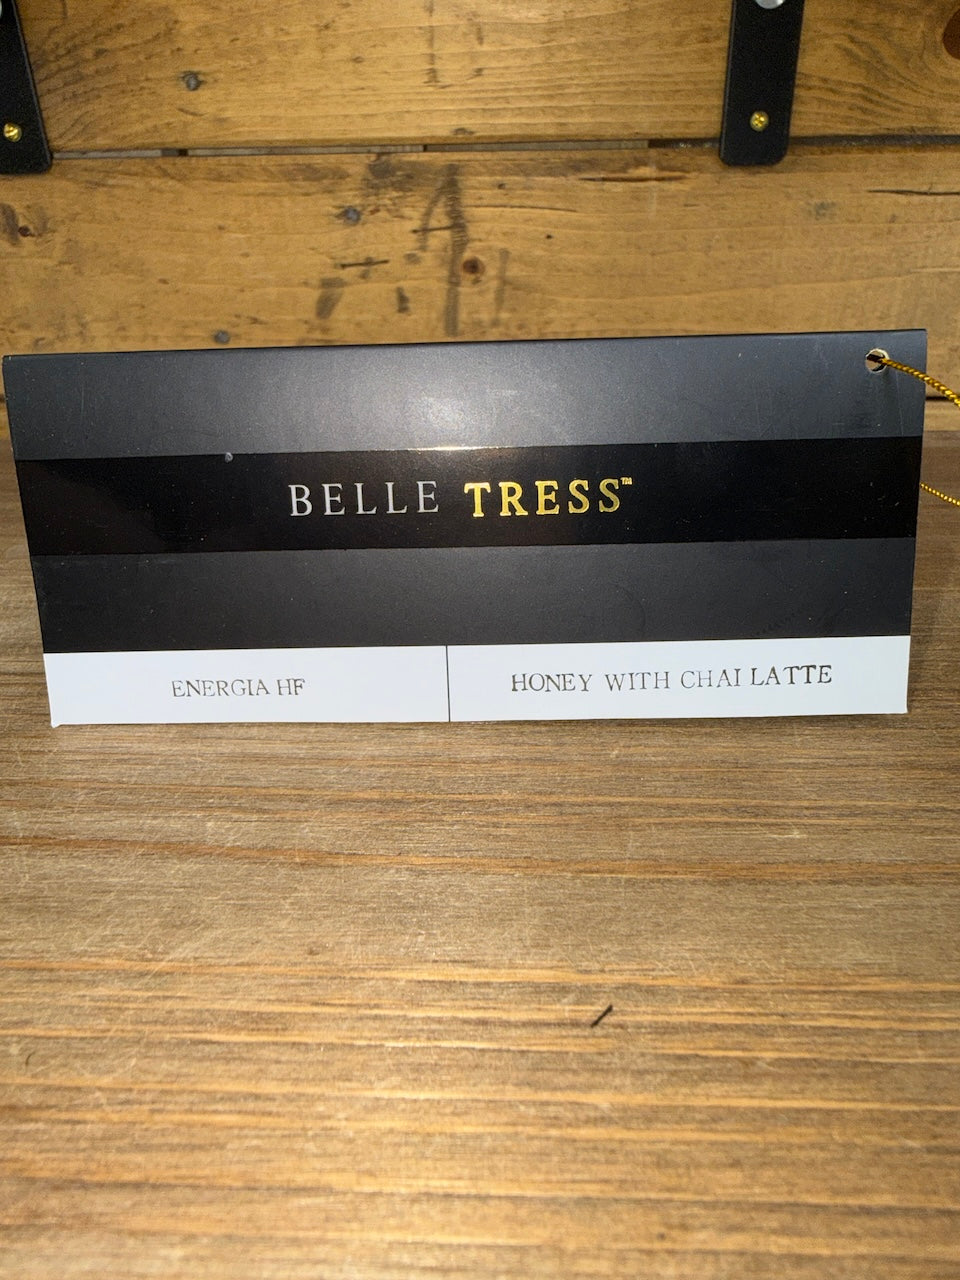 BELLE TRESS™
ENERGIA HF
HONEY WITH CHAI LATTE